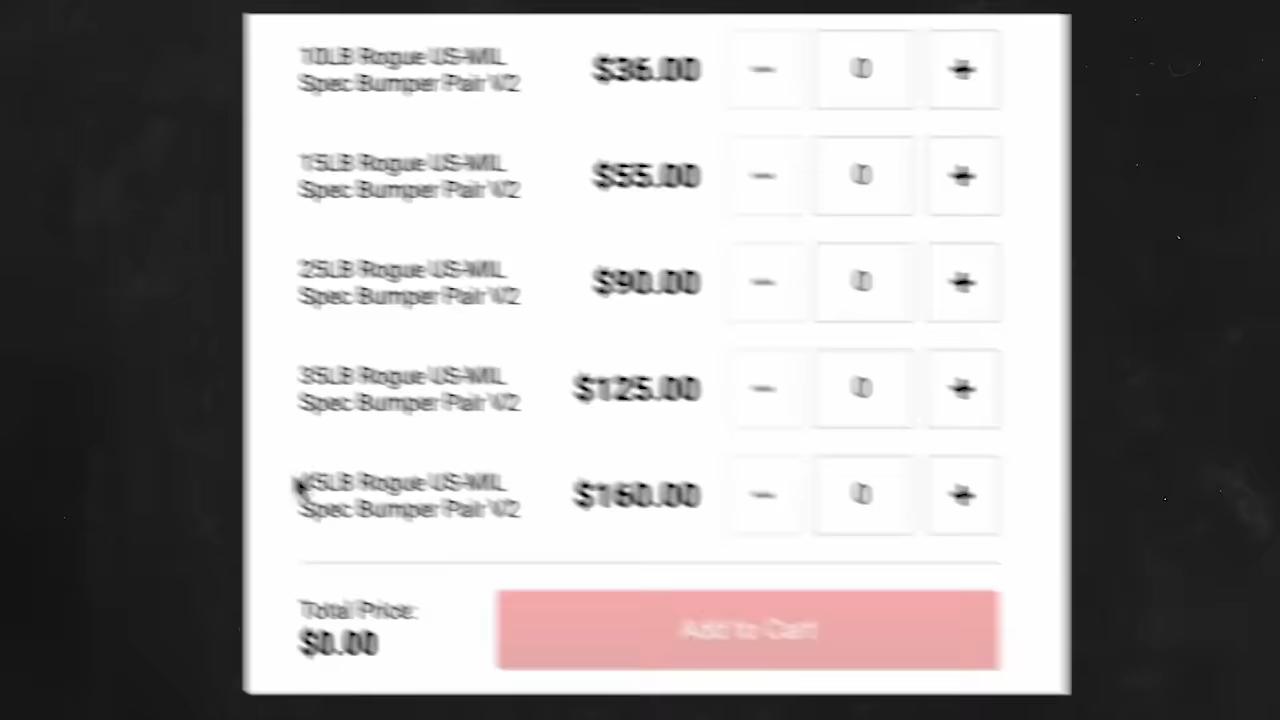 10LB Rogue US-MIL
Spec Bumper Pair V2
$36.00
−
0
+
15LB Rogue US-MIL
Spec Bumper Pair V2
$55.00
−
0
+
25LB Rogue US-MIL
Spec Bumper Pair V2
$90.00
−
0
+
35LB Rogue US-MIL
Spec Bumper Pair V2
$125.00
−
0
+
45LB Rogue US-MIL
Spec Bumper Pair V2
$160.00
−
0
+
Total Price:
$0.00
Add to Cart